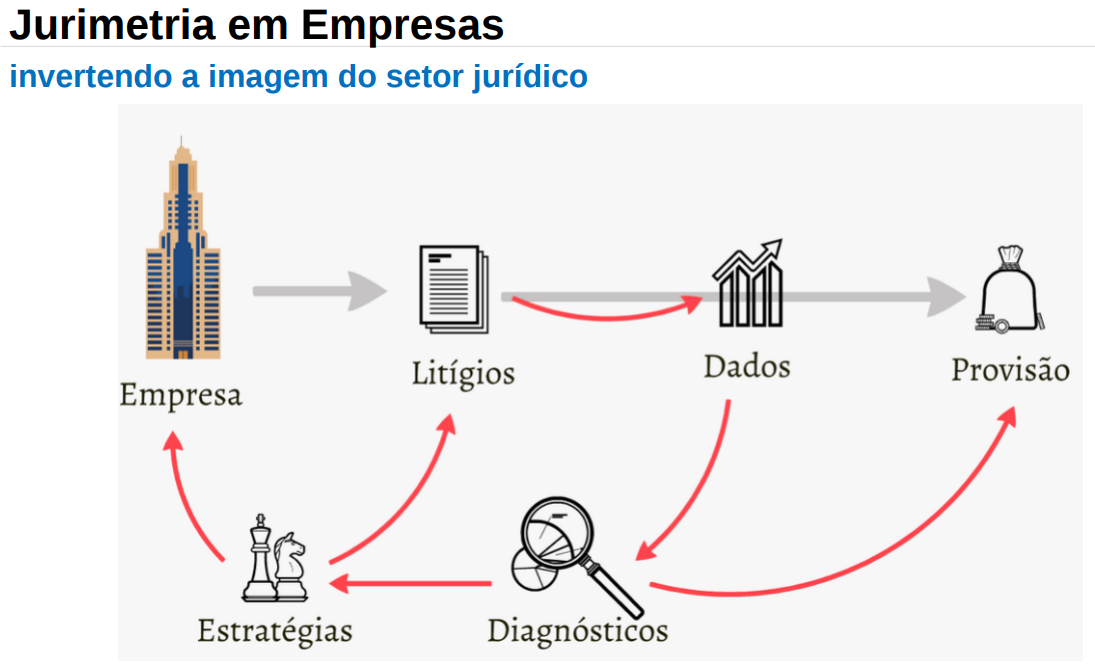 Jurimetria em Empresas
invertendo a imagem do setor jurídico
Empresa
Litígios
Dados
Provisão
Estratégias
Diagnósticos